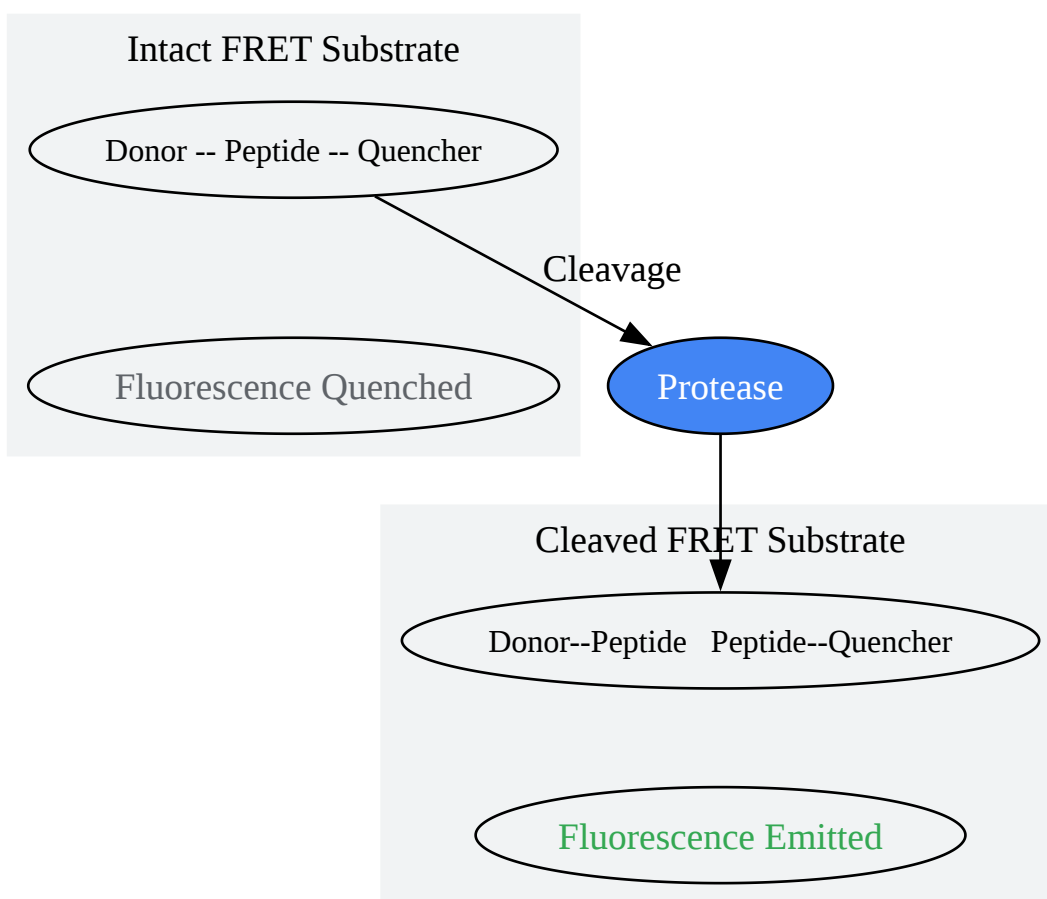 Intact FRET Substrate
Donor -- Peptide -- Quencher
Cleavage
Fluorescence Quenched
Protease
Cleaved FRET Substrate
Donor--Peptide   Peptide--Quencher
Fluorescence Emitted